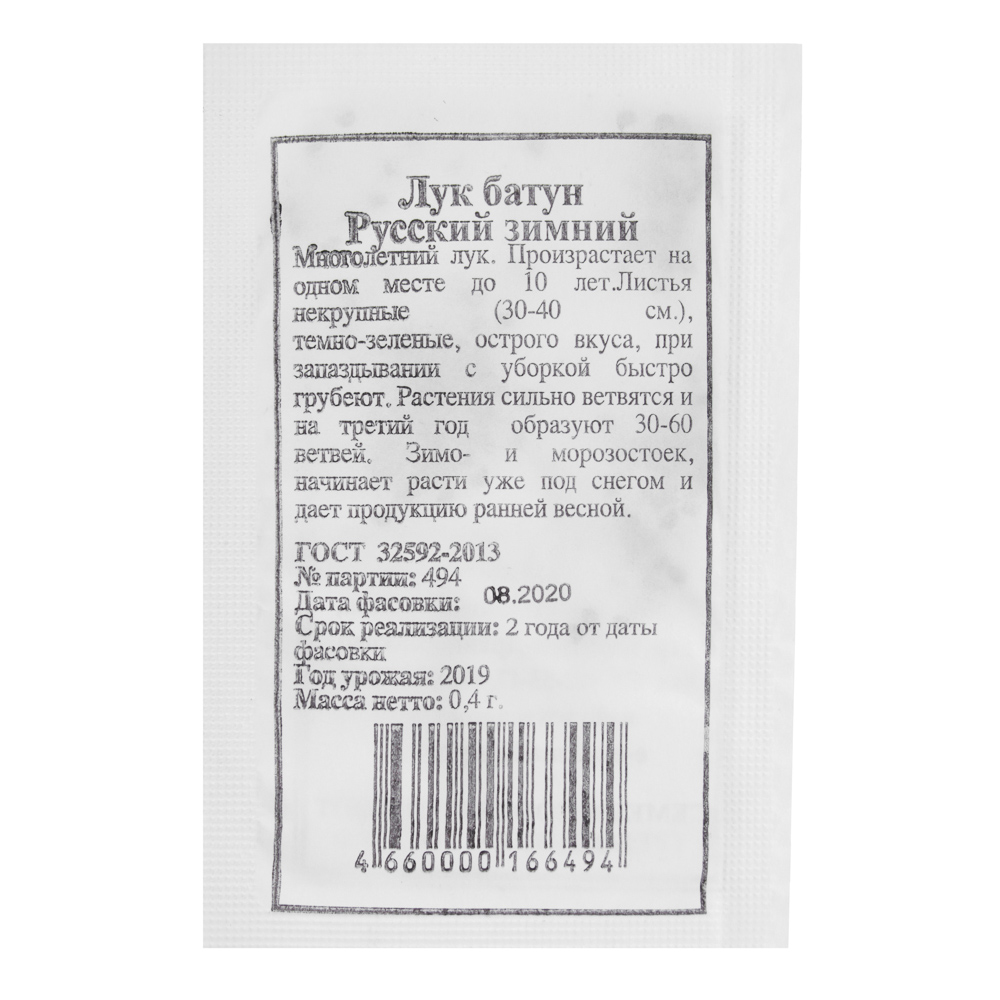 Лук батун
Русский зимний
Многолетний лук. Произрастает на
одном месте до 10 лет.Листья
некрупные (30-40 см.),
темно-зеленые, острого вкуса, при
запаздывании с уборкой быстро
грубеют. Растения сильно ветвятся и
на третий год образуют 30-60
ветвей. Зимо- и морозостоек,
начинает расти уже под снегом и
дает продукцию ранней весной.
ГОСТ 32592-2013
№ партии: 494
Дата фасовки: 08.2020
Срок реализации: 2 года от даты
фасовки
Год урожая: 2019
Масса нетто: 0,4 г.
4 660000 166494